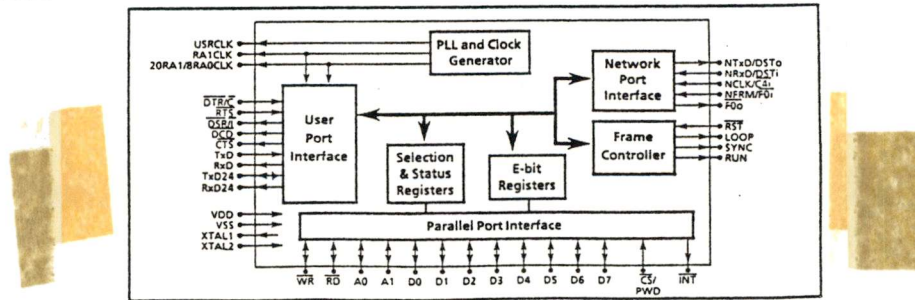 USRCLK
RA1CLK
20RA1/8RA0CLK
PLL and Clock
Generator
DTR/C
RTS
DSR/I
DCD
CTS
TxD
RxD
TxD24
RxD24
User
Port
Interface
Network
Port
Interface
NTxD/DSTo
NRxD/DSTi
NCLK/C4i
NFRM/F0i
F0o
Frame
Controller
RST
LOOP
SYNC
RUN
Selection
& Status
Registers
E-bit
Registers
VDD
VSS
XTAL1
XTAL2
Parallel Port Interface
WR RD A0 A1 D0 D1 D2 D3 D4 D5 D6 D7 CS/ INT
PWD